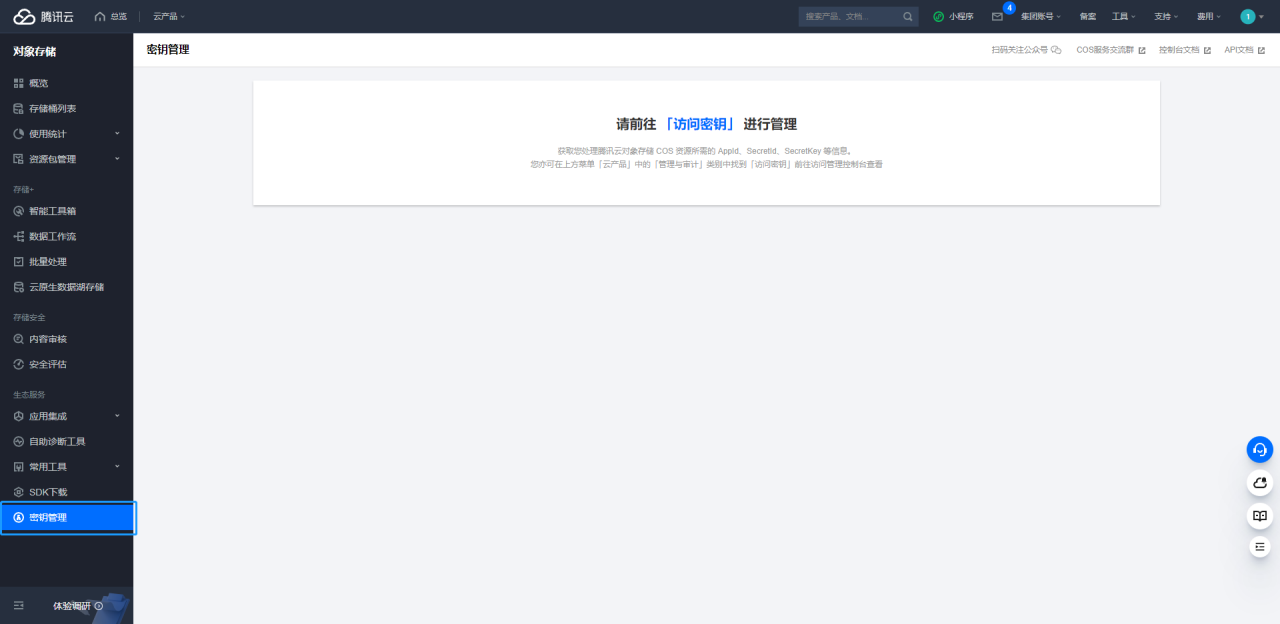 腾讯云
总览
云产品
搜索产品、文档...
小程序
4
集团账号
备案
工具
支持
费用
1
对象存储
密钥管理
扫码关注公众号
COS服务交流群
控制台文档
API文档
概览
存储桶列表
使用统计
资源包管理
存储+
智能工具箱
数据工作流
批量处理
云原生数据湖存储
存储安全
内容审核
安全评估
生态服务
应用集成
自助诊断工具
常用工具
SDK下载
密钥管理
体验调研
请前往「访问密钥」进行管理
获取您处理腾讯云对象存储 COS 资源所需的 AppId、SecretId、SecretKey 等信息。
您亦可在上方菜单「云产品」中的「管理与审计」类别中找到「访问密钥」前往访问管理控制台查看